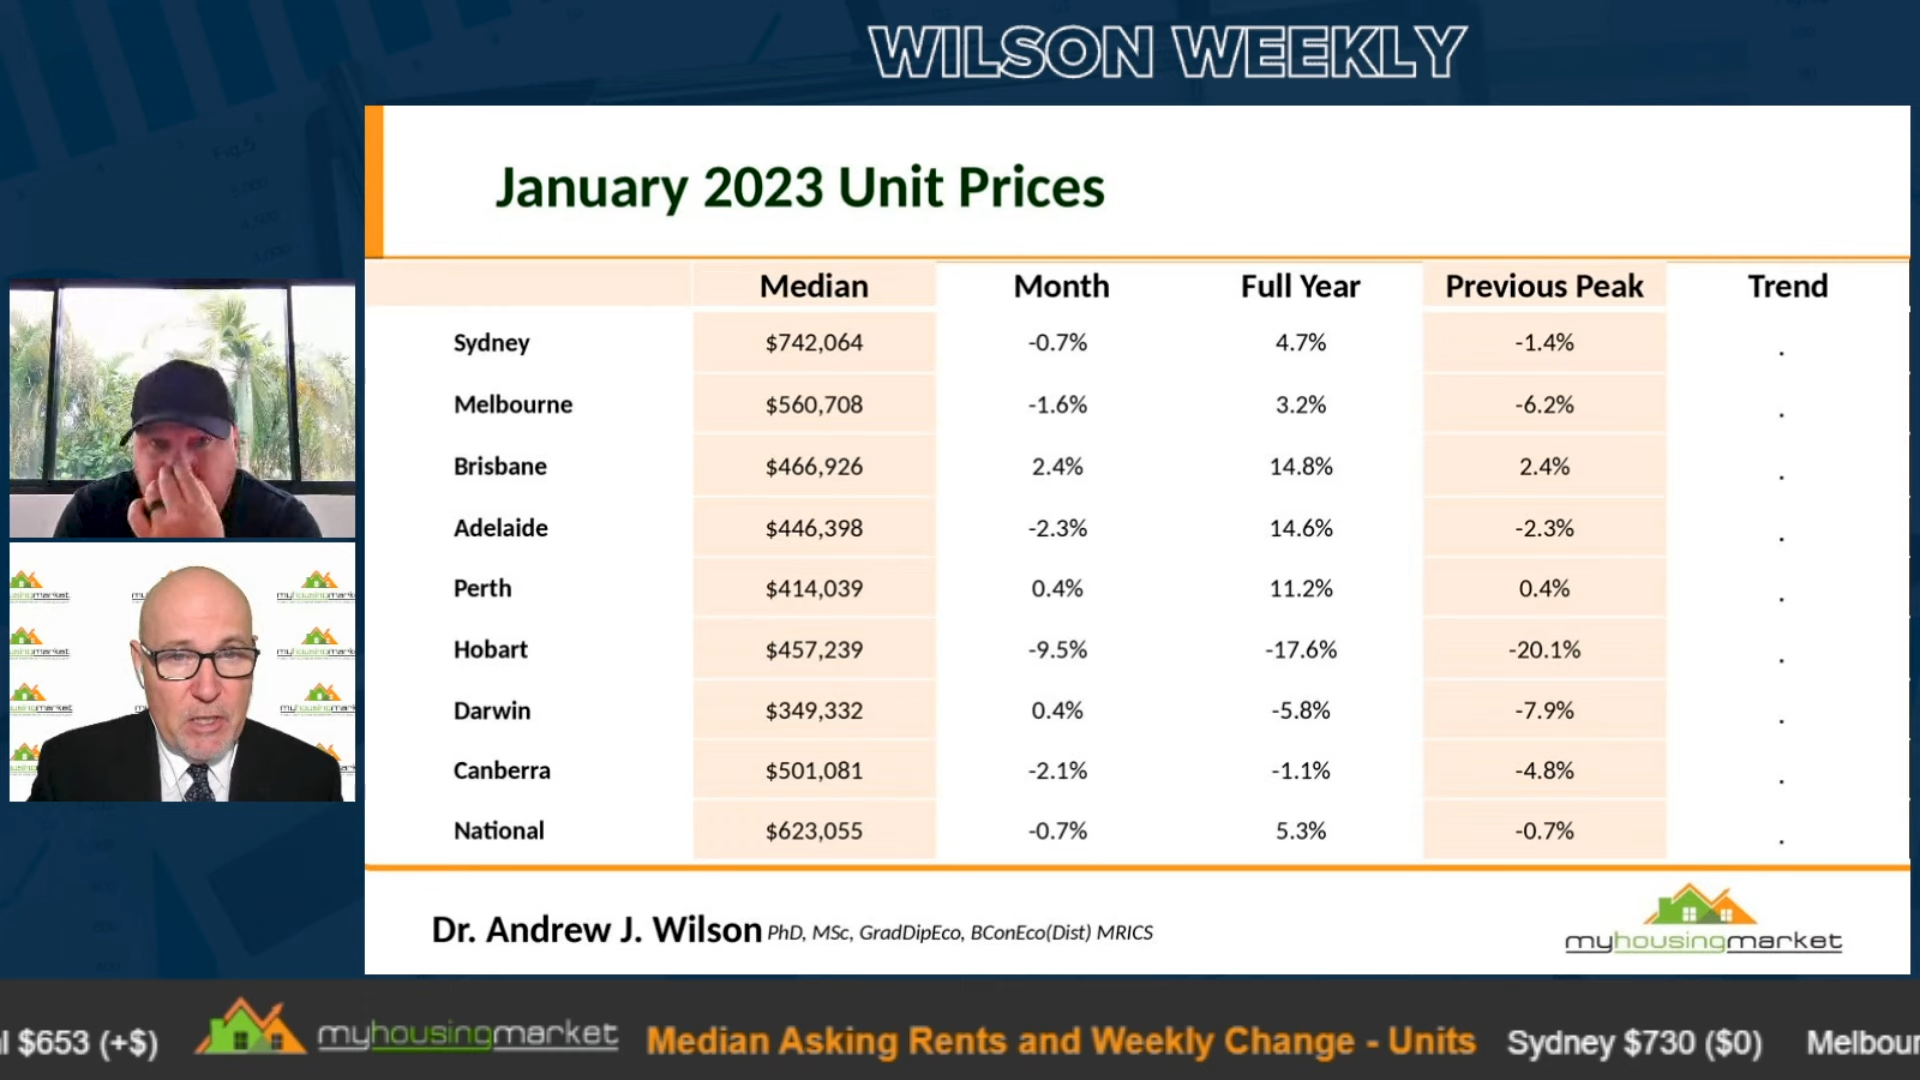 WILSON WEEKLY
January 2023 Unit Prices
Median Month Full Year Previous Peak Trend
Sydney $742,064 -0.7% 4.7% -1.4% .
Melbourne $560,708 -1.6% 3.2% -6.2% .
Brisbane $466,926 2.4% 14.8% 2.4% .
Adelaide $446,398 -2.3% 14.6% -2.3% .
Perth $414,039 0.4% 11.2% 0.4% .
Hobart $457,239 -9.5% -17.6% -20.1% .
Darwin $349,332 0.4% -5.8% -7.9% .
Canberra $501,081 -2.1% -1.1% -4.8% .
National $623,055 -0.7% 5.3% -0.7% .
Dr. Andrew J. Wilson PhD, MSc, GradDipEco, BConEco(Dist) MRICS
myhousingmarket
l $653 (+$) myhousingmarket Median Asking Rents and Weekly Change - Units Sydney $730 ($0) Melbour